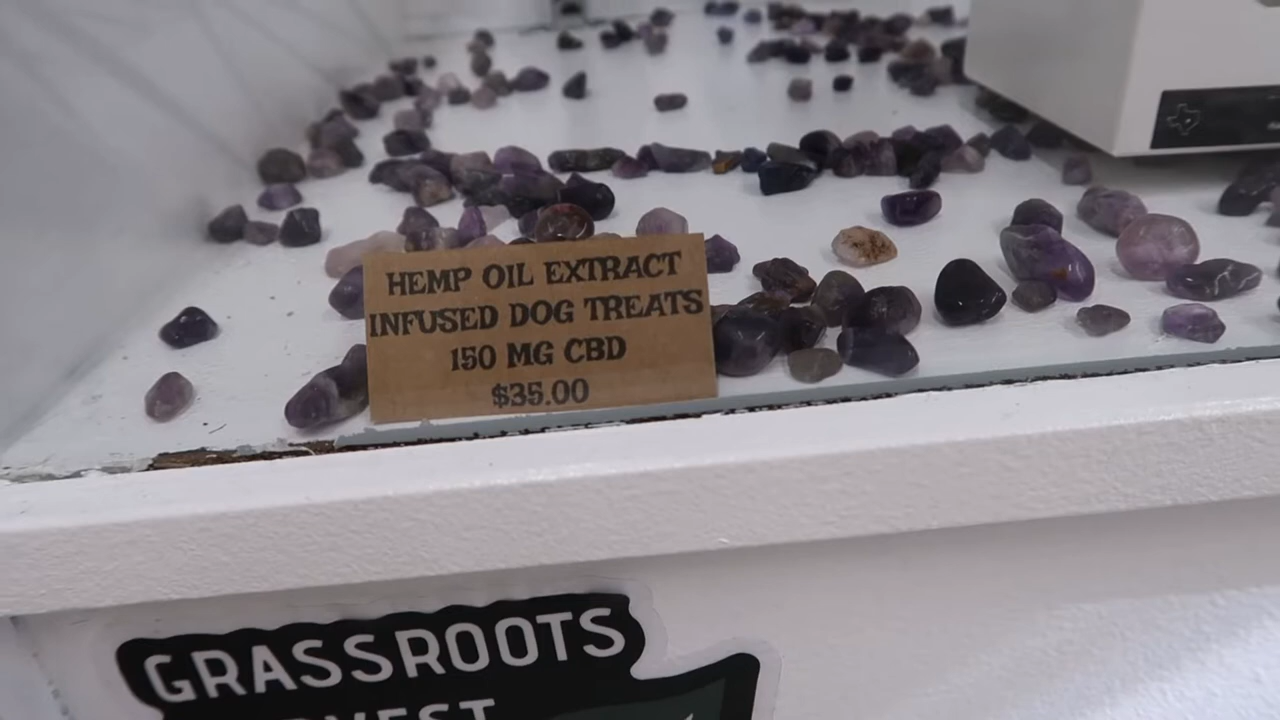 HEMP OIL EXTRACT
INFUSED DOG TREATS
150 MG CBD
$35.00
GRASSROOTS